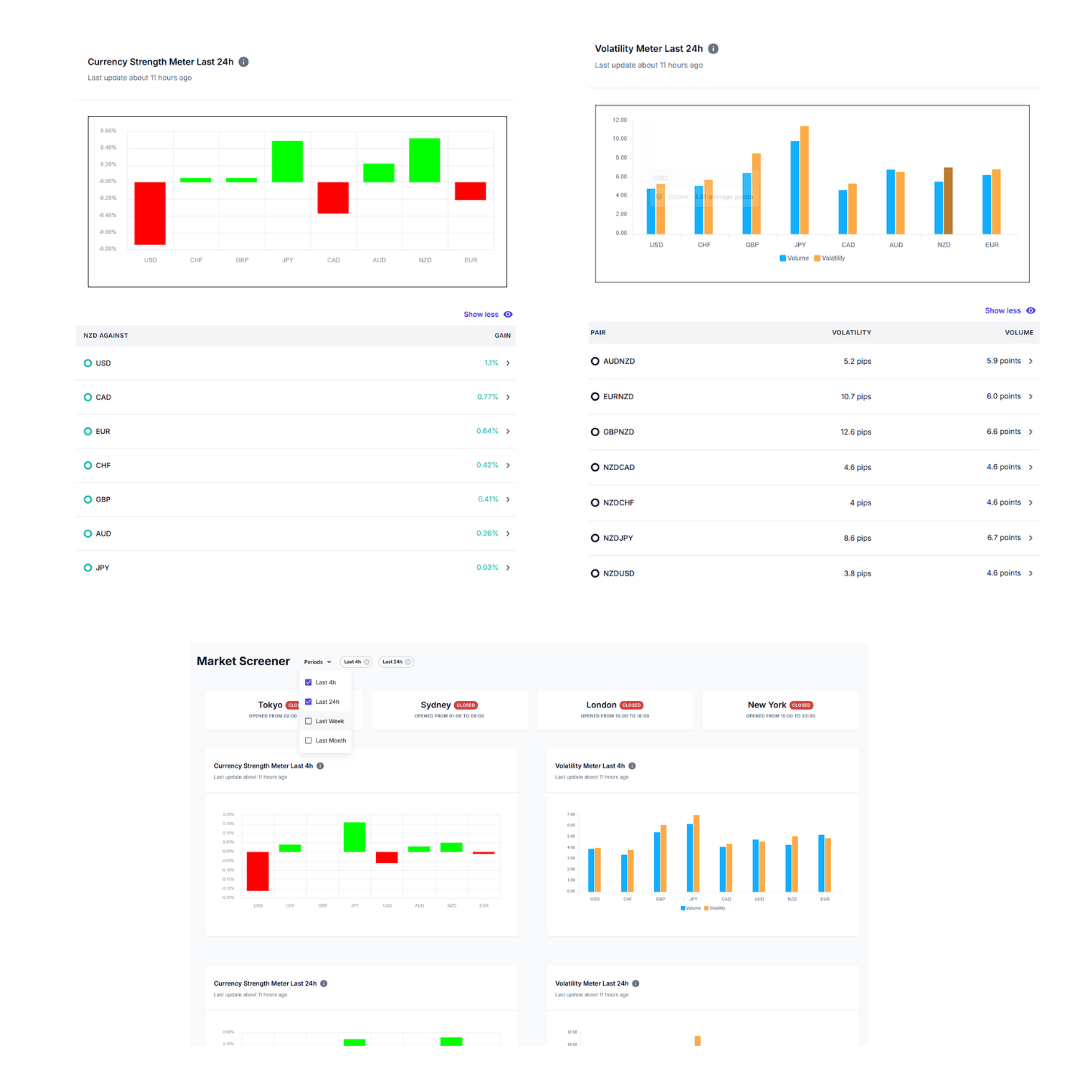 Currency Strength Meter Last 24h
Last update about 11 hours ago
0.60%
0.40%
0.20%
-0.00%
-0.20%
-0.40%
-0.60%
-0.80%
USD CHF GBP JPY CAD AUD NZD EUR
Show less
NZD AGAINST GAIN
USD 1.1%
CAD 0.77%
EUR 0.64%
CHF 0.42%
GBP 0.41%
AUD 0.26%
JPY 0.03%
Volatility Meter Last 24h
Last update about 11 hours ago
12.00
10.00
8.00
6.00
4.00
2.00
0.00
USD
Volume 4.81 average points
USD CHF GBP JPY CAD AUD NZD EUR
Volume Volatility
Show less
PAIR VOLATILITY VOLUME
AUDNZD 5.2 pips 5.9 points
EURNZD 10.7 pips 6.0 points
GBPNZD 12.6 pips 6.6 points
NZDCAD 4.6 pips 4.6 points
NZDCHF 4 pips 4.6 points
NZDJPY 8.6 pips 6.7 points
NZDUSD 3.8 pips 4.6 points
Market Screener Periods Last 4h Last 24h
Last 4h
Last 24h
Last Week
Last Month
Tokyo
OPENED FROM 02:00
Sydney CLOSED
OPENED FROM 01:00 TO 09:00
London CLOSED
OPENED FROM 10:00 TO 18:00
New York CLOSED
OPENED FROM 15:00 TO 23:00
Currency Strength Meter Last 4h
Last update about 11 hours ago
USD CHF GBP JPY CAD AUD NZD EUR
Volatility Meter Last 4h
Last update about 11 hours ago
7.00
6.00
5.00
4.00
3.00
2.00
1.00
0.00
USD CHF GBP JPY CAD AUD NZD EUR
Volume Volatility
Currency Strength Meter Last 24h
Last update about 11 hours ago
0.60%
0.40%
Volatility Meter Last 24h
Last update about 11 hours ago
12.00
10.00